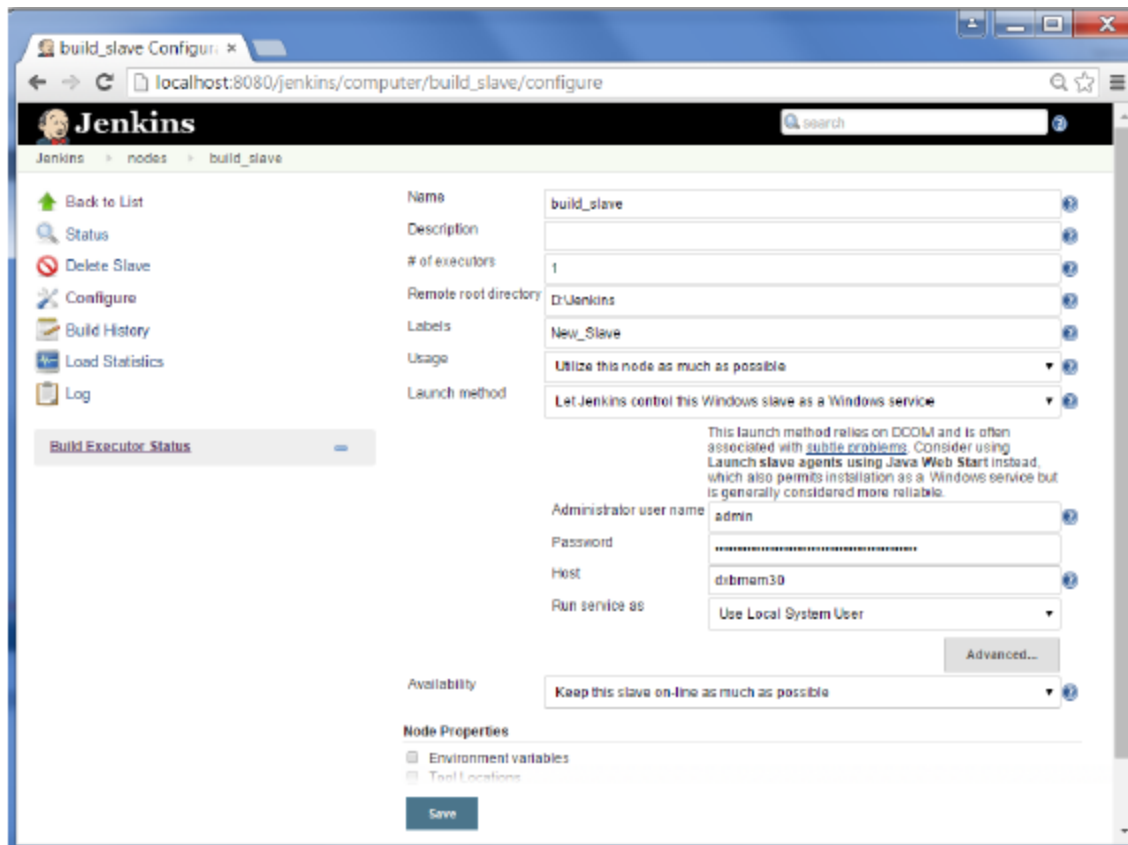 build_slave Configura
localhost:8080/jenkins/computer/build_slave/configure
Jenkins
search
Jenkins nodes build_slave
Back to List
Status
Delete Slave
Configure
Build History
Load Statistics
Log
Build Executor Status
Name build_slave
Description
# of executors 1
Remote root directory D:\Jenkins
Labels New_Slave
Usage Utilize this node as much as possible
Launch method Let Jenkins control this Windows slave as a Windows service
This launch method relies on DCOM and is often
associated with subtle problems. Consider using
Launch slave agents using Java Web Start instead,
which also permits installation as a Windows service but
is generally considered more reliable.
Administrator user name admin
Password
Host dxbmem30
Run service as Use Local System User
Advanced...
Availability Keep this slave on-line as much as possible
Node Properties
Environment variables
Tool Locations
Save